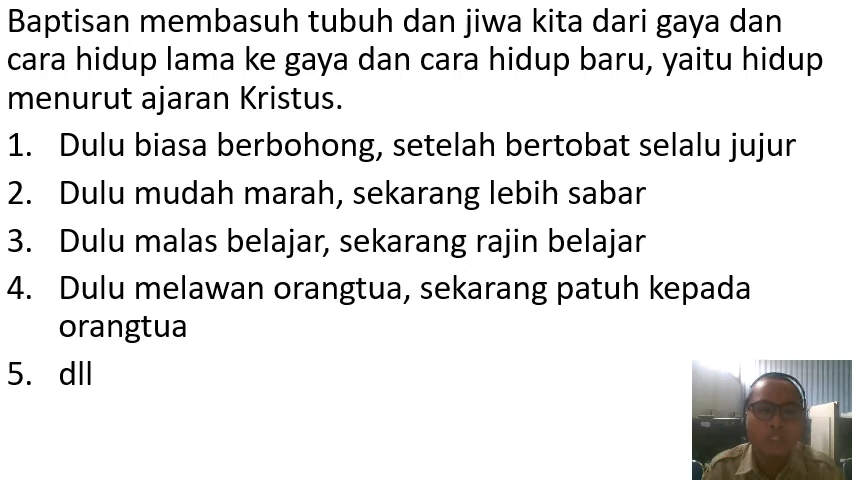 Baptisan membasuh tubuh dan jiwa kita dari gaya dan
cara hidup lama ke gaya dan cara hidup baru, yaitu hidup
menurut ajaran Kristus.
1. Dulu biasa berbohong, setelah bertobat selalu jujur
2. Dulu mudah marah, sekarang lebih sabar
3. Dulu malas belajar, sekarang rajin belajar
4. Dulu melawan orangtua, sekarang patuh kepada
orangtua
5. dll